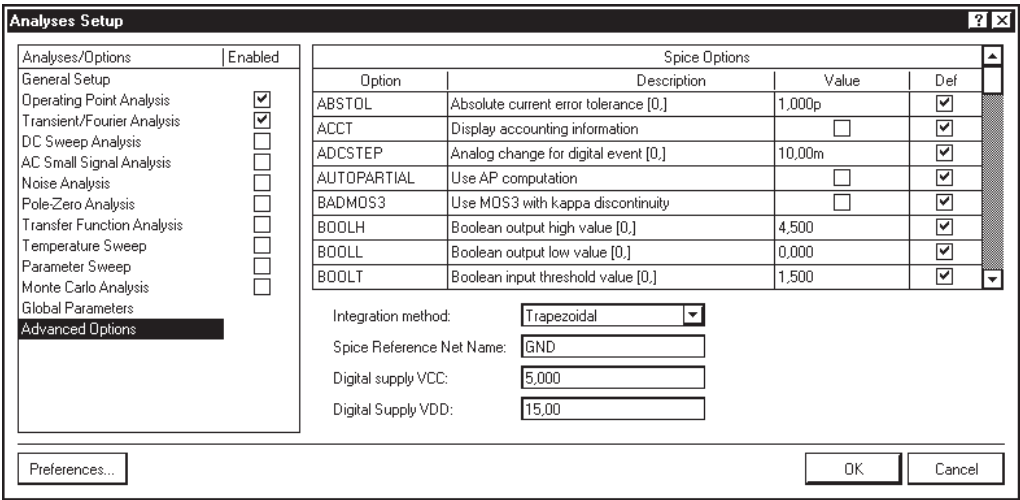 Analyses Setup
Analyses/Options Enabled
General Setup
Operating Point Analysis
Transient/Fourier Analysis
DC Sweep Analysis
AC Small Signal Analysis
Noise Analysis
Pole-Zero Analysis
Transfer Function Analysis
Temperature Sweep
Parameter Sweep
Monte Carlo Analysis
Global Parameters
Advanced Options
Spice Options
Option Description Value Def
ABSTOL Absolute current error tolerance [0,] 1,000p
ACCT Display accounting information
ADCSTEP Analog change for digital event [0,] 10,00m
AUTOPARTIAL Use AP computation
BADMOS3 Use MOS3 with kappa discontinuity
BOOLH Boolean output high value [0,] 4,500
BOOLL Boolean output low value [0,] 0,000
BOOLT Boolean input threshold value [0,] 1,500
Integration method: Trapezoidal
Spice Reference Net Name: GND
Digital supply VCC: 5,000
Digital Supply VDD: 15,00
Preferences... OK Cancel